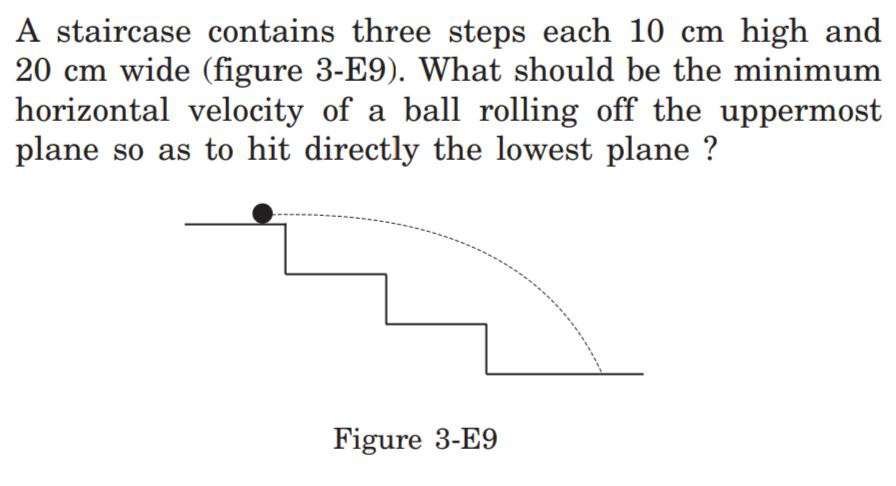 A staircase contains three steps each 10 cm high and
20 cm wide (figure 3-E9). What should be the minimum
horizontal velocity of a ball rolling off the uppermost
plane so as to hit directly the lowest plane ?
Figure 3-E9